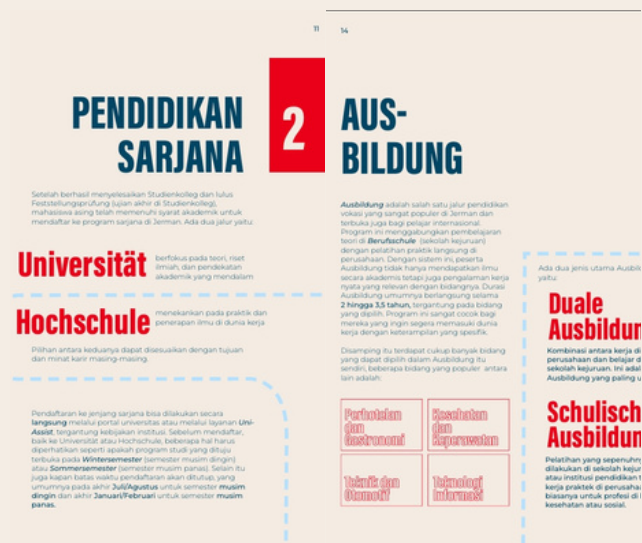 11
PENDIDIKAN
SARJANA
2
Setelah berhasil menyelesaikan Studienkolleg dan lulus
Feststellungsprüfung (ujian akhir di Studienkolleg),
mahasiswa asing telah memenuhi syarat akademik untuk
mendaftar ke program sarjana di Jerman. Ada dua jalur yaitu:
Universität
berfokus pada teori, riset
ilmiah, dan pendekatan
akademik yang mendalam
Hochschule
menekankan pada praktik dan
penerapan ilmu di dunia kerja
Pilihan antara keduanya dapat disesuaikan dengan tujuan
dan minat karir masing-masing.
Pendaftaran ke jenjang sarjana bisa dilakukan secara
langsung melalui portal universitas atau melalui layanan Uni-
Assist, tergantung kebijakan institusi. Sebelum mendaftar,
baik ke Universität atau Hochschule, beberapa hal harus
diperhatikan seperti apakah program studi yang dituju
terbuka pada Wintersemester (semester musim dingin)
atau Sommersemester (semester musim panas). Selain itu
juga kapan batas waktu pendaftaran akan ditutup, yang
umumnya pada akhir Juli/Agustus untuk semester musim
dingin dan akhir Januari/Februari untuk semester musim
panas.
14
AUS-
BILDUNG
Ausbildung adalah salah satu jalur pendidikan
vokasi yang sangat populer di Jerman dan
terbuka juga bagi pelajar internasional.
Program ini menggabungkan pembelajaran
teori di Berufsschule (sekolah kejuruan)
dengan pelatihan praktik langsung di
perusahaan. Dengan sistem ini, peserta
Ausbildung tidak hanya mendapatkan ilmu
secara akademis tetapi juga pengalaman kerja
nyata yang relevan dengan bidangnya. Durasi
Ausbildung umumnya berlangsung selama
2 hingga 3,5 tahun, tergantung pada bidang
yang dipilih. Program ini sangat cocok bagi
mereka yang ingin segera memasuki dunia
kerja dengan keterampilan yang spesifik.
Disamping itu terdapat cukup banyak bidang
yang dapat dipilih dalam Ausbildung itu
sendiri, beberapa bidang yang populer antara
lain adalah:
Perhotelan
dan
Gastronomi
Kesehatan
dan
Keperawatan
Teknik dan
Otomotif
Teknologi
Informasi
Ada dua jenis utama Ausbild
yaitu:
Duale
Ausbildun
Kombinasi antara kerja di
perusahaan dan belajar d
sekolah kejuruan. Ini adal
Ausbildung yang paling u
Schulisch
Ausbildun
Pelatihan yang sepenuhny
dilakukan di sekolah kejur
atau institusi pendidikan t
kerja praktek di perusahaa
biasanya untuk profesi di
kesehatan atau sosial.